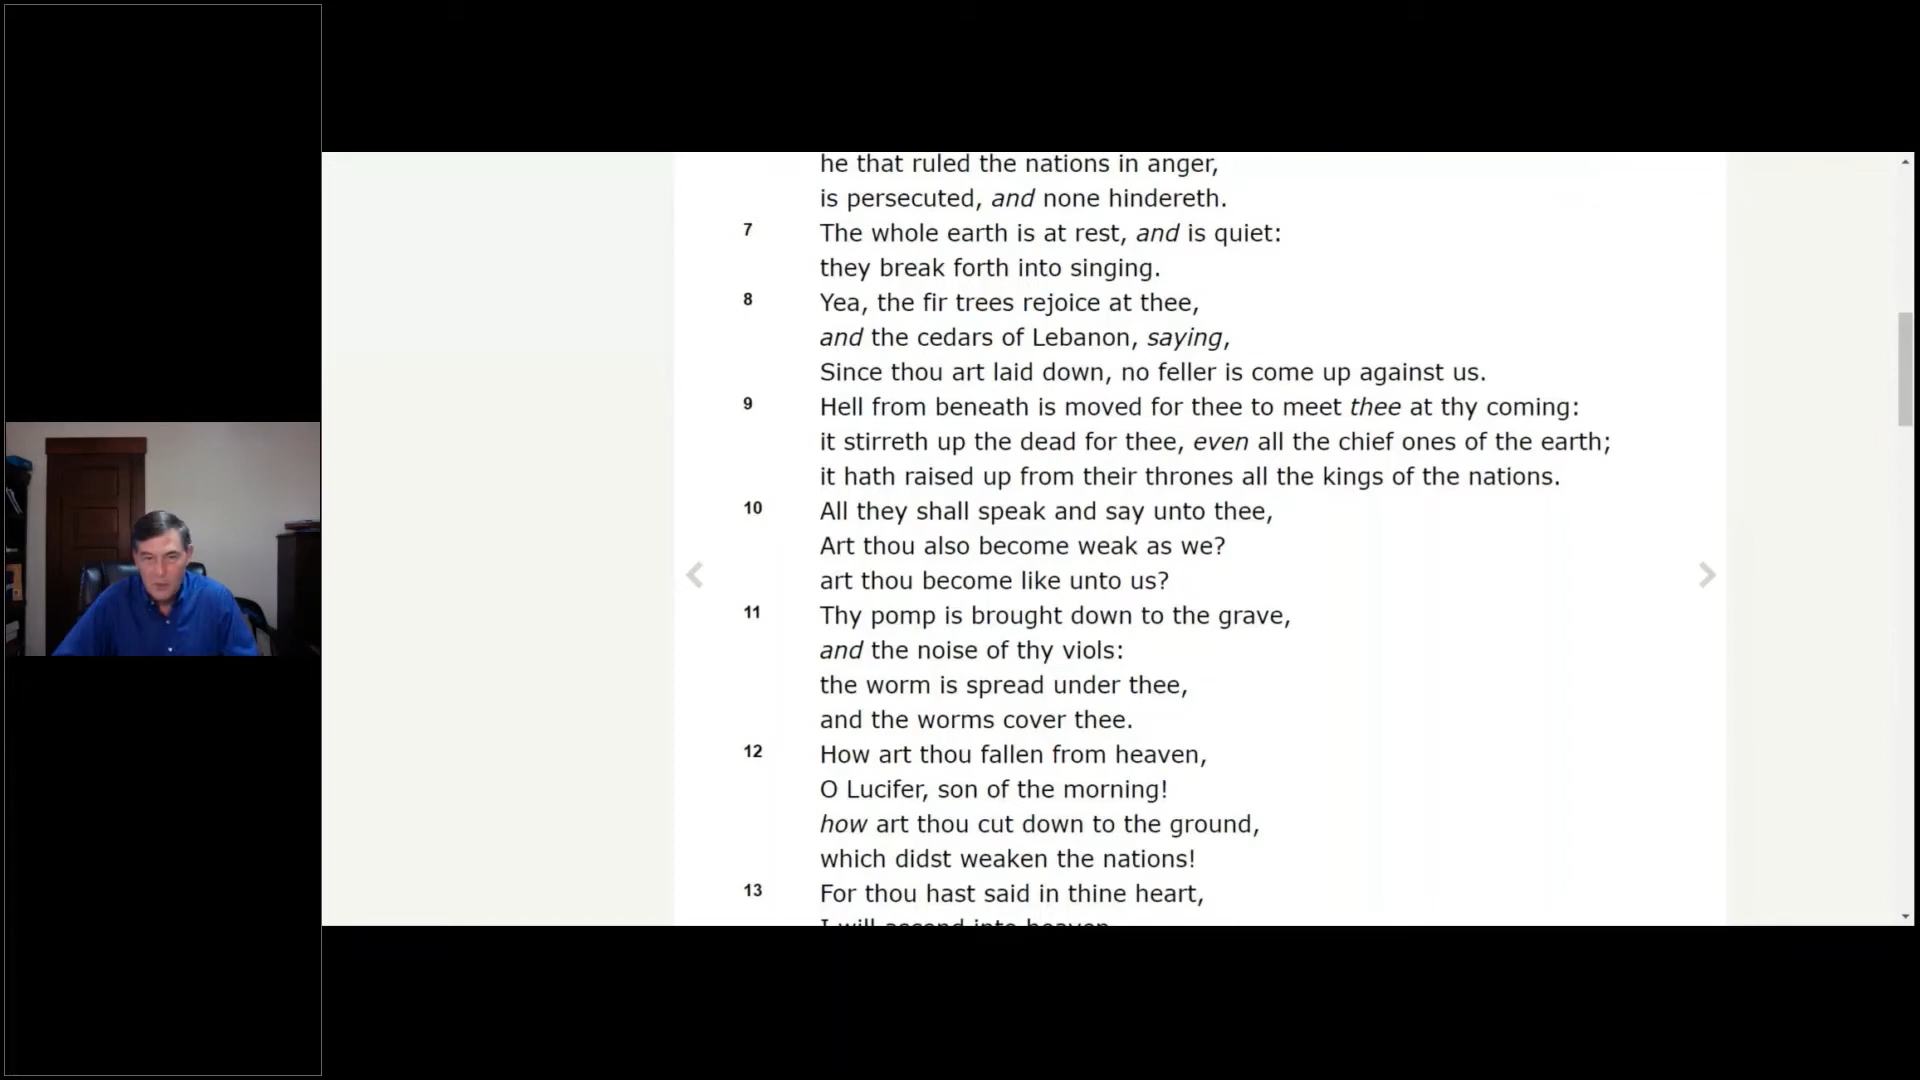 he that ruled the nations in anger,
is persecuted, and none hindereth.
7 The whole earth is at rest, and is quiet:
they break forth into singing.
8 Yea, the fir trees rejoice at thee,
and the cedars of Lebanon, saying,
Since thou art laid down, no feller is come up against us.
9 Hell from beneath is moved for thee to meet thee at thy coming:
it stirreth up the dead for thee, even all the chief ones of the earth;
it hath raised up from their thrones all the kings of the nations.
10 All they shall speak and say unto thee,
Art thou also become weak as we?
art thou become like unto us?
11 Thy pomp is brought down to the grave,
and the noise of thy viols:
the worm is spread under thee,
and the worms cover thee.
12 How art thou fallen from heaven,
O Lucifer, son of the morning!
how art thou cut down to the ground,
which didst weaken the nations!
13 For thou hast said in thine heart,
I will ascend into heaven